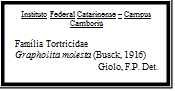 Instituto Federal Catarinense – Campus
Camboriú
Família Tortricidae
Grapholita molesta (Busck, 1916)
Giolo, F.P. Det.